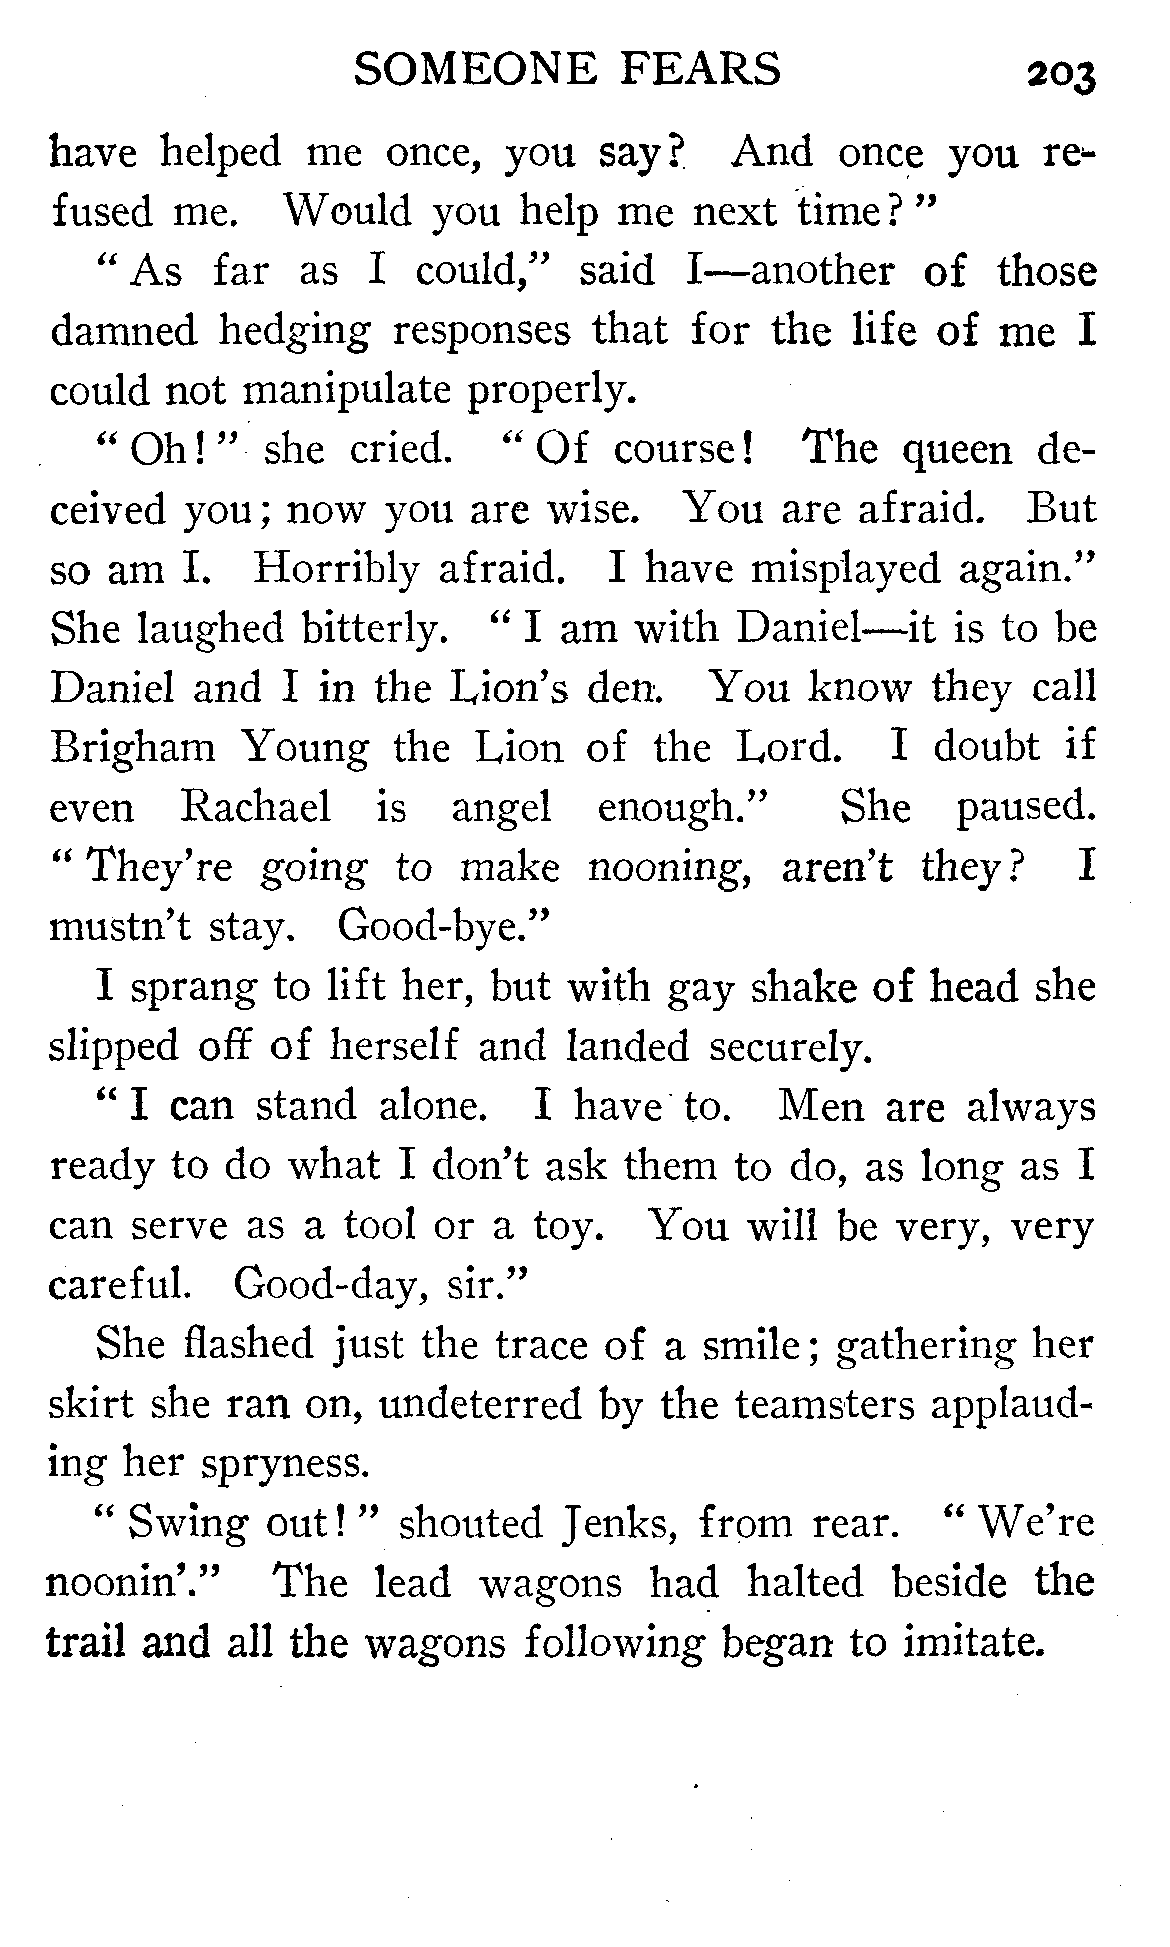 SOMEONE FEARS 203
have helped me once, you say? And once you re-
fused me. Would you help me next time?"
"As far as I could," said I—another of those
damned hedging responses that for the life of me I
could not manipulate properly.
"Oh!" she cried. "Of course! The queen de-
ceived you; now you are wise. You are afraid. But
so am I. Horribly afraid. I have misplayed again."
She laughed bitterly. "I am with Daniel—it is to be
Daniel and I in the Lion's den. You know they call
Brigham Young the Lion of the Lord. I doubt if
even Rachael is angel enough." She paused.
"They're going to make nooning, aren't they? I
mustn't stay. Good-bye."
I sprang to lift her, but with gay shake of head she
slipped off of herself and landed securely.
"I can stand alone. I have to. Men are always
ready to do what I don't ask them to do, as long as I
can serve as a tool or a toy. You will be very, very
careful. Good-day, sir."
She flashed just the trace of a smile; gathering her
skirt she ran on, undeterred by the teamsters applaud-
ing her spryness.
"Swing out!" shouted Jenks, from rear. "We're
noonin'." The lead wagons had halted beside the
trail and all the wagons following began to imitate.